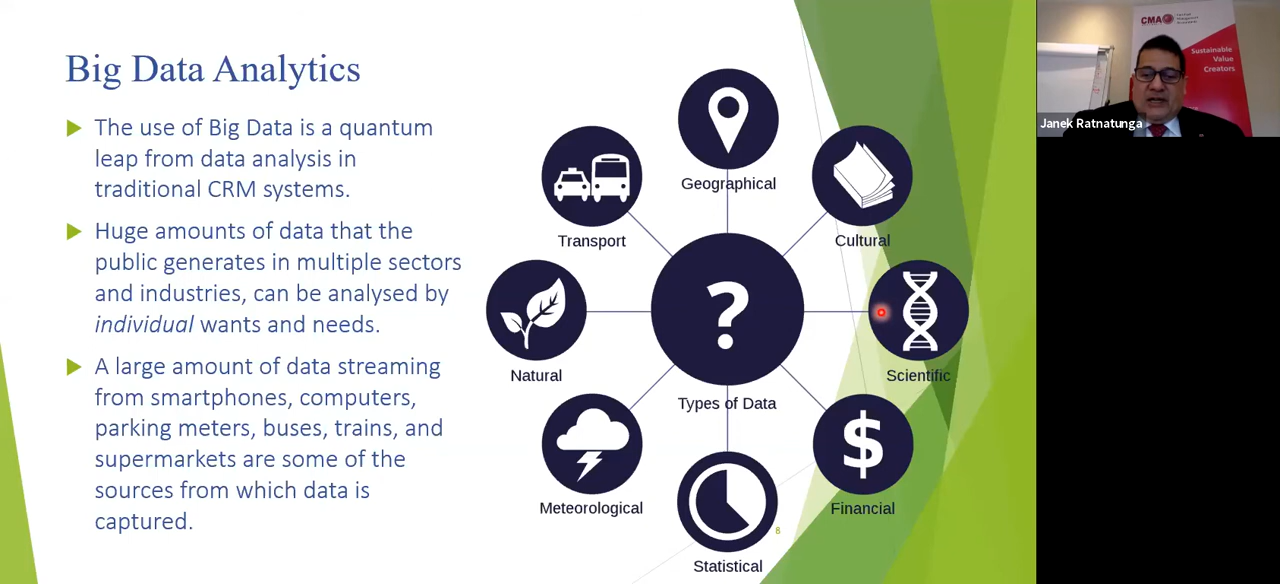 Big Data Analytics
The use of Big Data is a quantum
leap from data analysis in
traditional CRM systems.
Huge amounts of data that the
public generates in multiple sectors
and industries, can be analysed by
individual wants and needs.
A large amount of data streaming
from smartphones, computers,
parking meters, buses, trains, and
supermarkets are some of the
sources from which data is
captured.
Geographical
Transport
Cultural
?
Natural
Scientific
Types of Data
$
Meteorological
Financial
Statistical
8
CMA
Sustainable
Value
Creators
Janek Ratnatunga